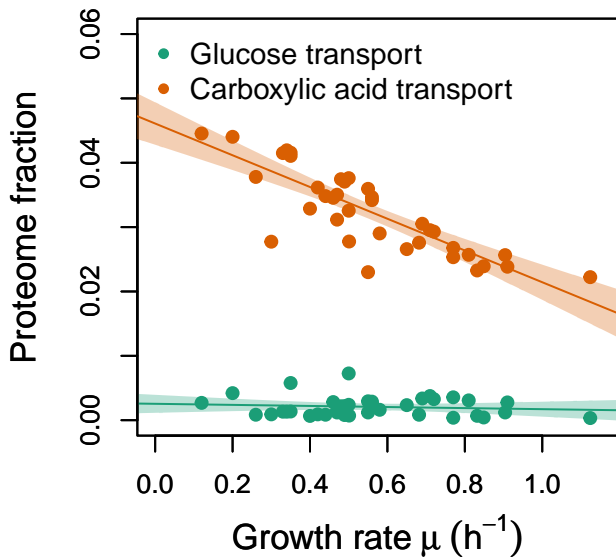 Proteome fraction
0.06
0.04
0.02
0.00
Glucose transport
Carboxylic acid transport
0.0 0.2 0.4 0.6 0.8 1.0
Growth rate μ (h⁻¹)